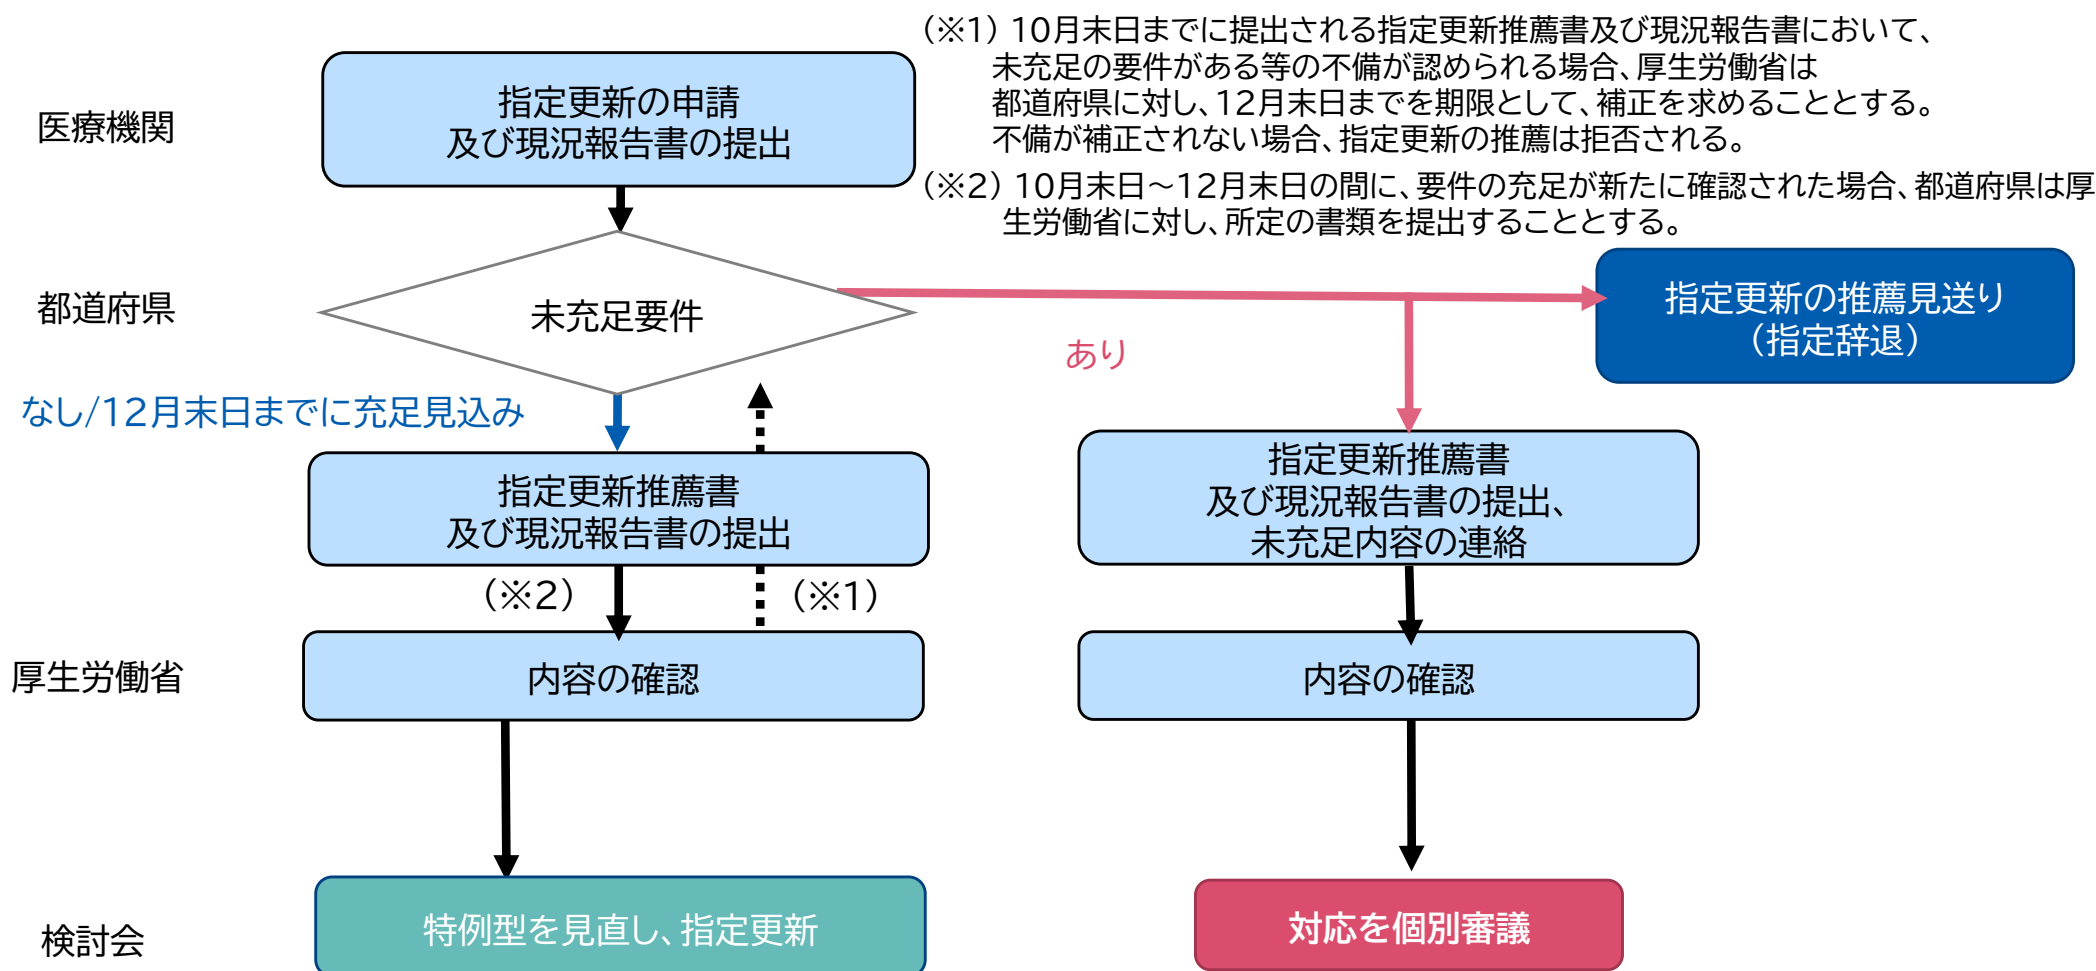 (※1) 10月末日までに提出される指定更新推薦書及び現況報告書において、
未充足の要件がある等の不備が認められる場合、厚生労働省は
都道府県に対し、12月末日までを期限として、補正を求めることとする。
不備が補正されない場合、指定更新の推薦は拒否される。
(※2) 10月末日~12月末日の間に、要件の充足が新たに確認された場合、都道府県は厚
生労働省に対し、所定の書類を提出することとする。
医療機関
指定更新の申請
及び現況報告書の提出
都道府県
未充足要件
あり
指定更新の推薦見送り
(指定辞退)
なし/12月末日までに充足見込み
指定更新推薦書
及び現況報告書の提出
指定更新推薦書
及び現況報告書の提出、
未充足内容の連絡
(※2)
(※1)
厚生労働省
内容の確認
内容の確認
検討会
特例型を見直し、指定更新
対応を個別審議